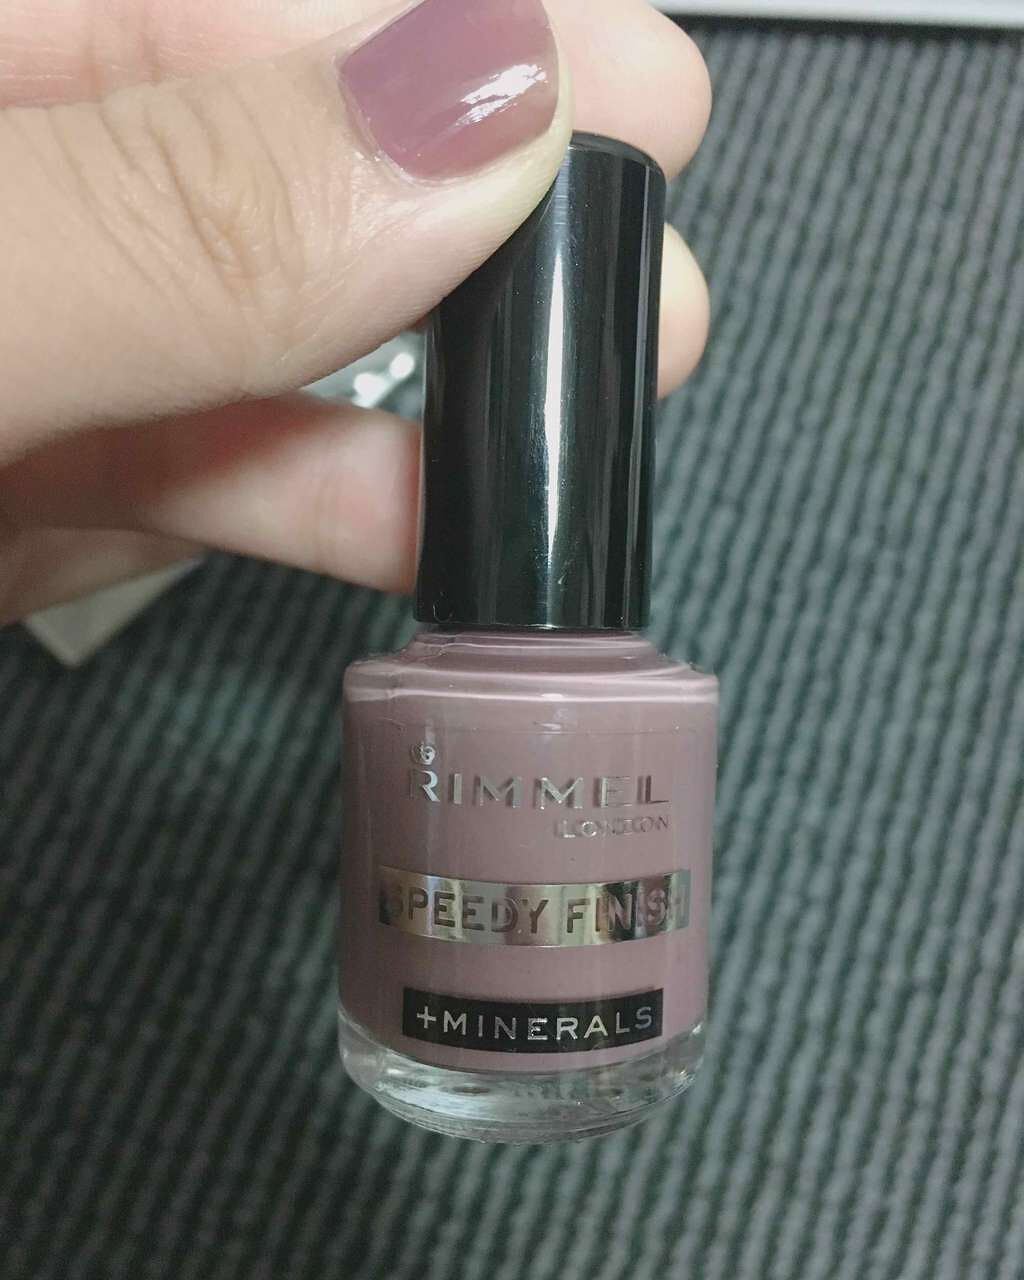 RIMMEL
LONDON
SPEEDY FINISH
+MINERALS